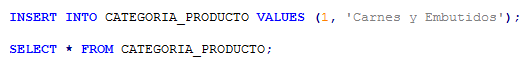 INSERT INTO CATEGORIA_PRODUCTO VALUES (1, 'Carnes y Embutidos');
SELECT * FROM CATEGORIA_PRODUCTO;